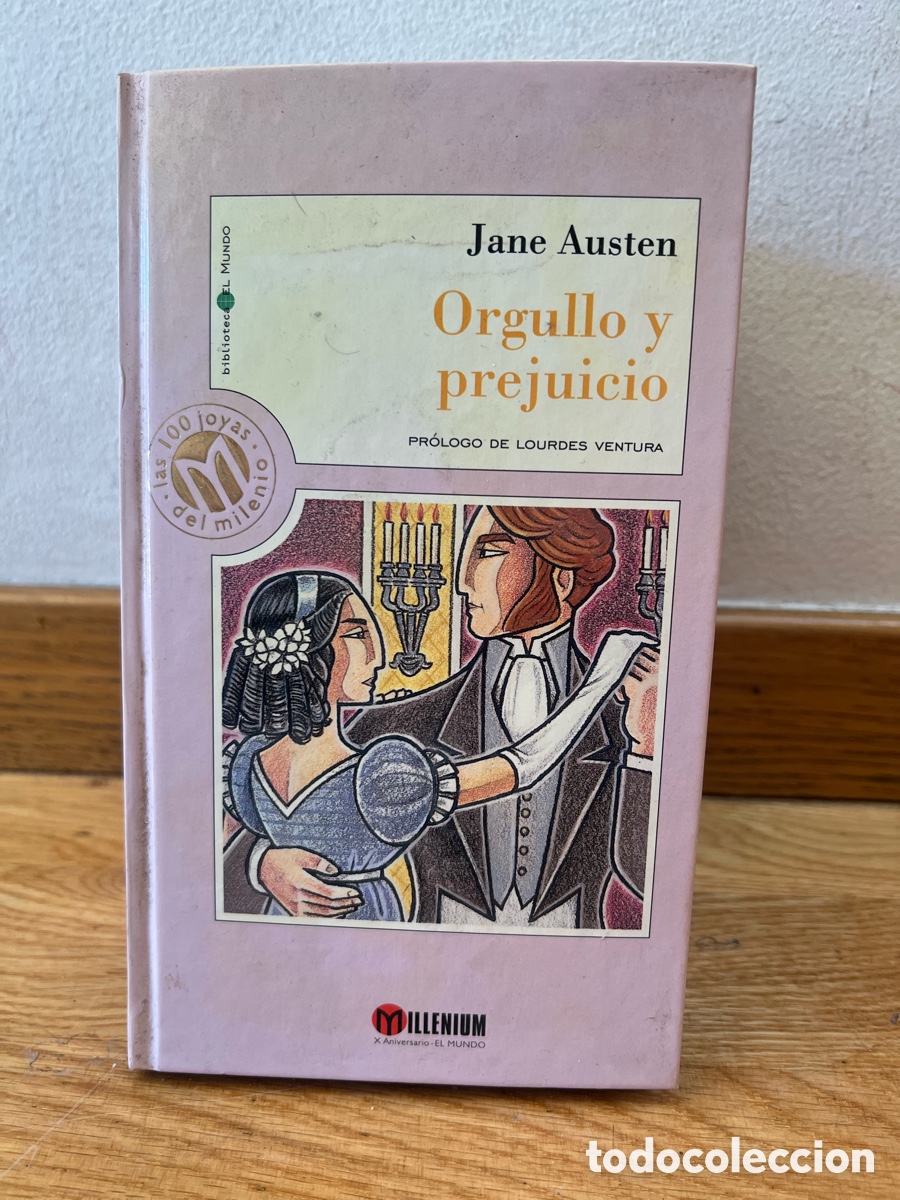 Jane Austen
Orgullo y
prejuicio
PRÓLOGO DE LOURDES VENTURA
biblioteca EL MUNDO
· las 100 joyas ·
del milenio
M
MILLENIUM
X Aniversario - EL MUNDO
todocoleccion